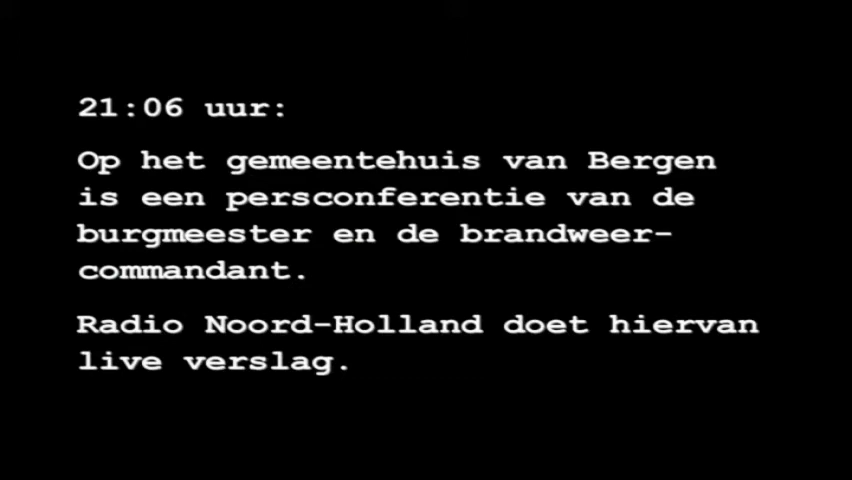 21:06 uur:
Op het gemeentehuis van Bergen
is een persconferentie van de
burgmeester en de brandweer-
commandant.
Radio Noord-Holland doet hiervan
live verslag.